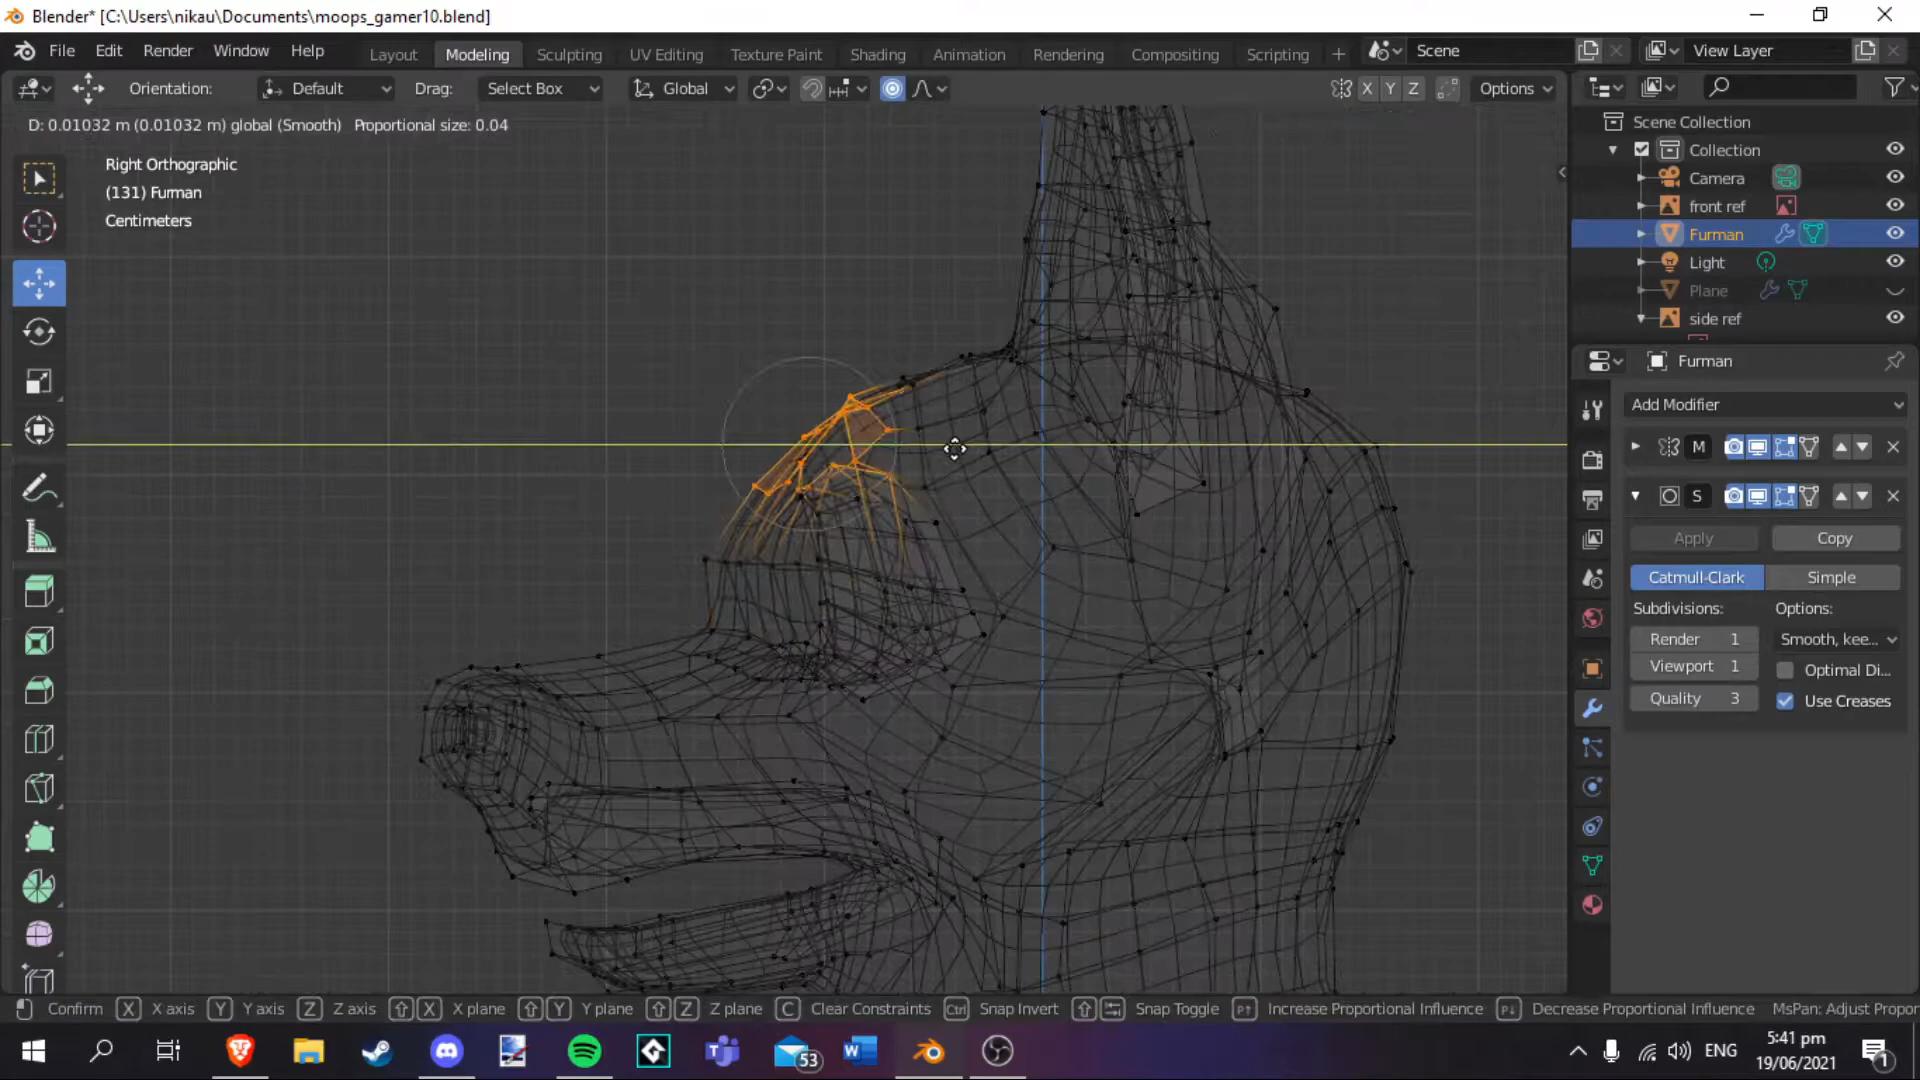 Blender* [C:\Users\nikau\Documents\moops_gamer10.blend]
File Edit Render Window Help Layout Modeling Sculpting UV Editing Texture Paint Shading Animation Rendering Compositing Scripting + Scene View Layer
Orientation: Default Drag: Select Box Global X Y Z Options
D: 0.01032 m (0.01032 m) global (Smooth) Proportional size: 0.04
Right Orthographic
(131) Furman
Centimeters
Scene Collection
Collection
Camera
front ref
Furman
Light
Plane
side ref
Furman
Add Modifier
M
S
Apply Copy
Catmull-Clark Simple
Subdivisions: Options:
Render 1 Smooth, kee...
Viewport 1 Optimal Di...
Quality 3 Use Creases
Confirm X X axis Y Y axis Z Z axis X X plane Y Y plane Z Z plane C Clear Constraints Ctrl Snap Invert Snap Toggle Increase Proportional Influence Decrease Proportional Influence MsPan: Adjust Propor
53 ENG 5:41 pm
19/06/2021 1